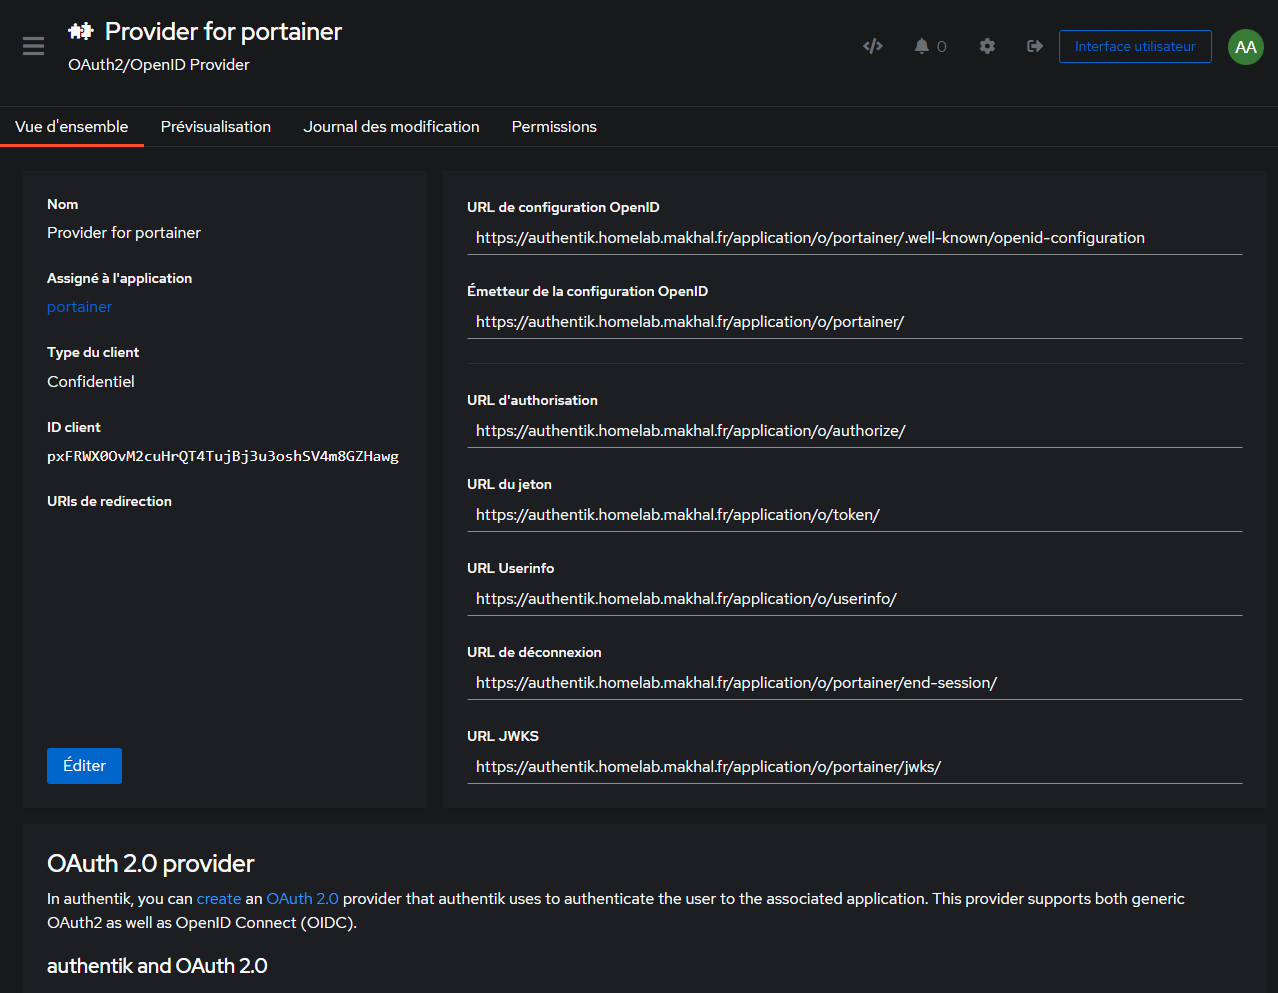 Provider for portainer
OAuth2/OpenID Provider
0
Interface utilisateur
AA
Vue d'ensemble
Prévisualisation
Journal des modification
Permissions
Nom
Provider for portainer
Assigné à l'application
portainer
Type du client
Confidentiel
ID client
pxFRWX0OvM2cuHrQT4TujBj3u3oshSV4m8GZHawg
URIs de redirection
Éditer
URL de configuration OpenID
https://authentik.homelab.makhal.fr/application/o/portainer/.well-known/openid-configuration
Émetteur de la configuration OpenID
https://authentik.homelab.makhal.fr/application/o/portainer/
URL d'authorisation
https://authentik.homelab.makhal.fr/application/o/authorize/
URL du jeton
https://authentik.homelab.makhal.fr/application/o/token/
URL Userinfo
https://authentik.homelab.makhal.fr/application/o/userinfo/
URL de déconnexion
https://authentik.homelab.makhal.fr/application/o/portainer/end-session/
URL JWKS
https://authentik.homelab.makhal.fr/application/o/portainer/jwks/
OAuth 2.0 provider
In authentik, you can create an OAuth 2.0 provider that authentik uses to authenticate the user to the associated application. This provider supports both generic
OAuth2 as well as OpenID Connect (OIDC).
authentik and OAuth 2.0